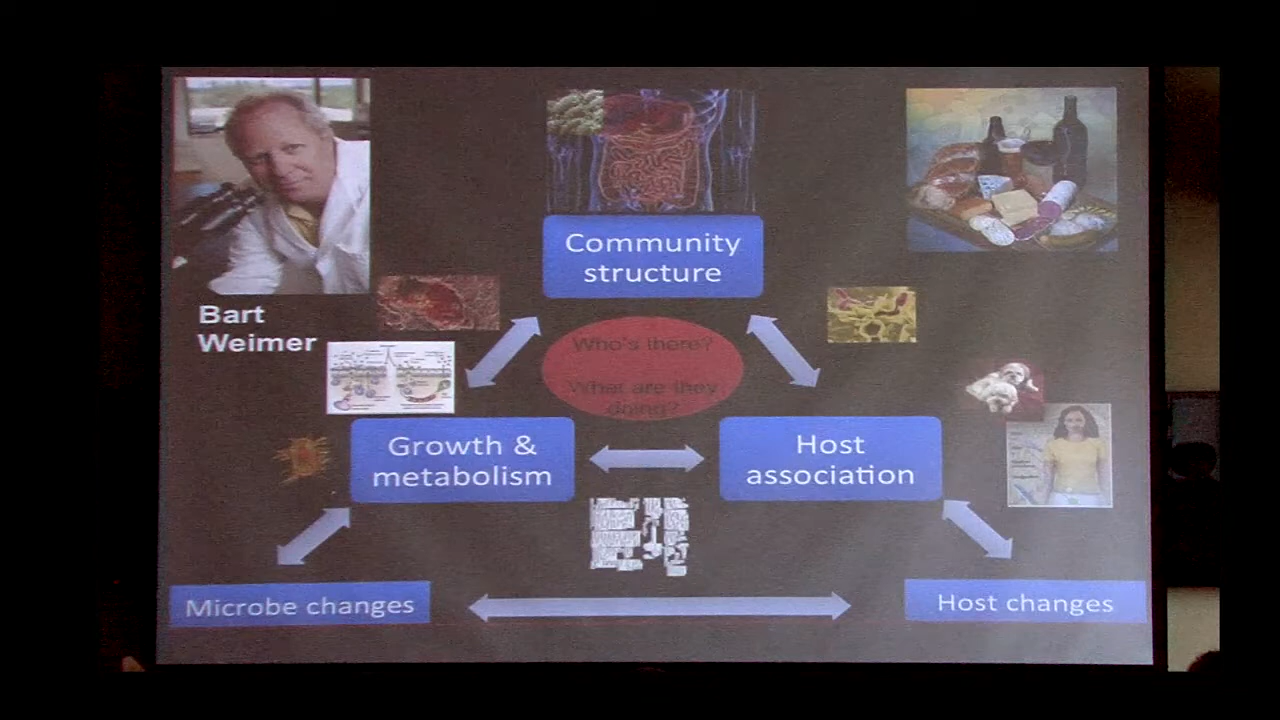 Community
structure
Bart
Weimer
Who's there?
What are they
doing?
Growth &
metabolism
Host
association
Microbe changes
Host changes